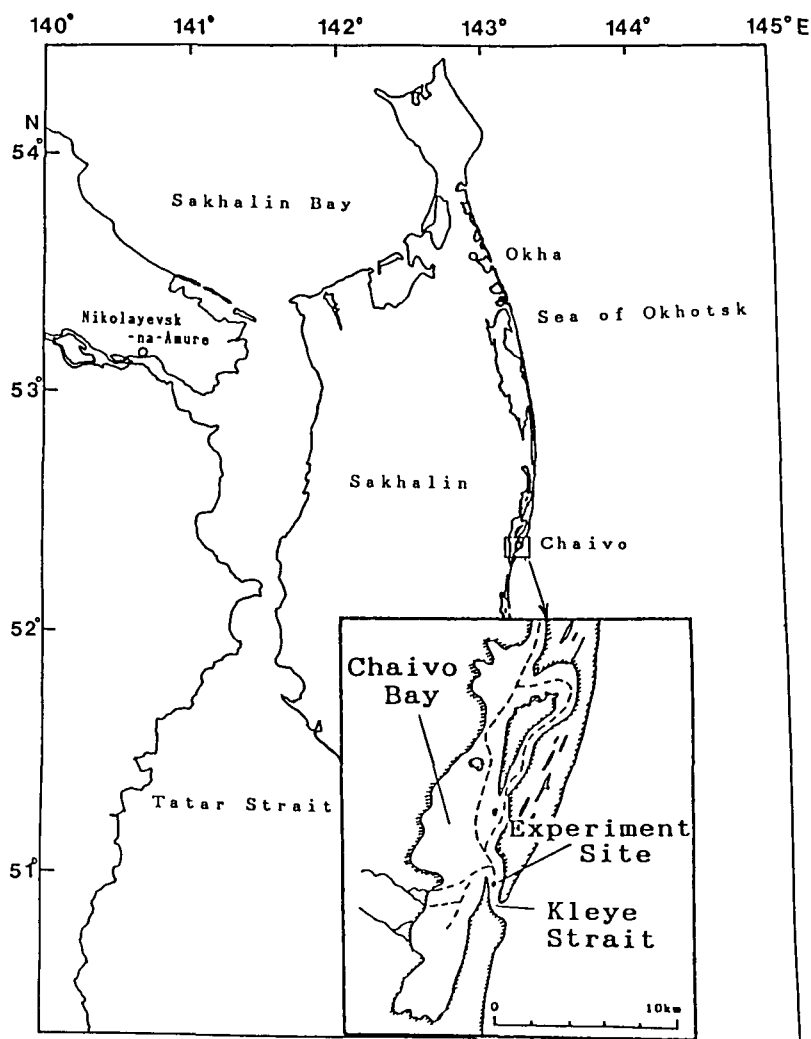 140° 141° 142° 143° 144° 145° E
N
54°
Sakhalin Bay
Okha
Sea of Okhotsk
Nikolayevsk
-na-Amure
53°
Sakhalin
Chaivo
52°
Chaivo
Bay
Tatar Strait
Experiment
Site
51°
Kleye
Strait
0 10km